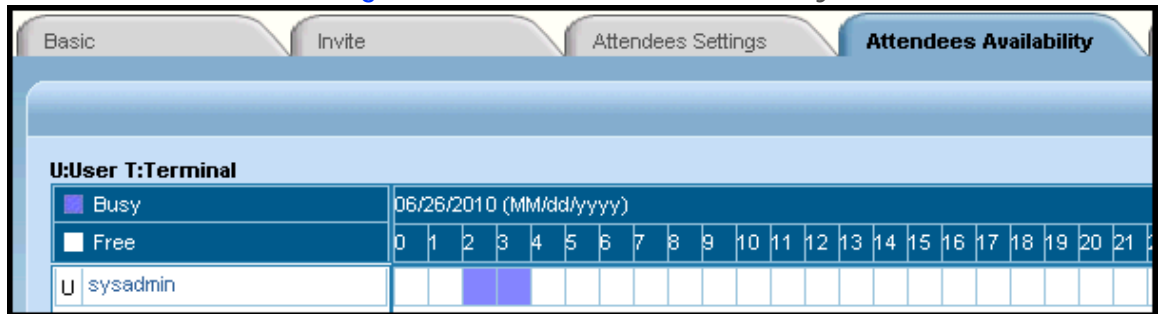 Basic Invite Attendees Settings Attendees Availability
U:User T:Terminal
Busy 06/26/2010 (MM/dd/yyyy)
Free 0 1 2 3 4 5 6 7 8 9 10 11 12 13 14 15 16 17 18 19 20 21
U sysadmin